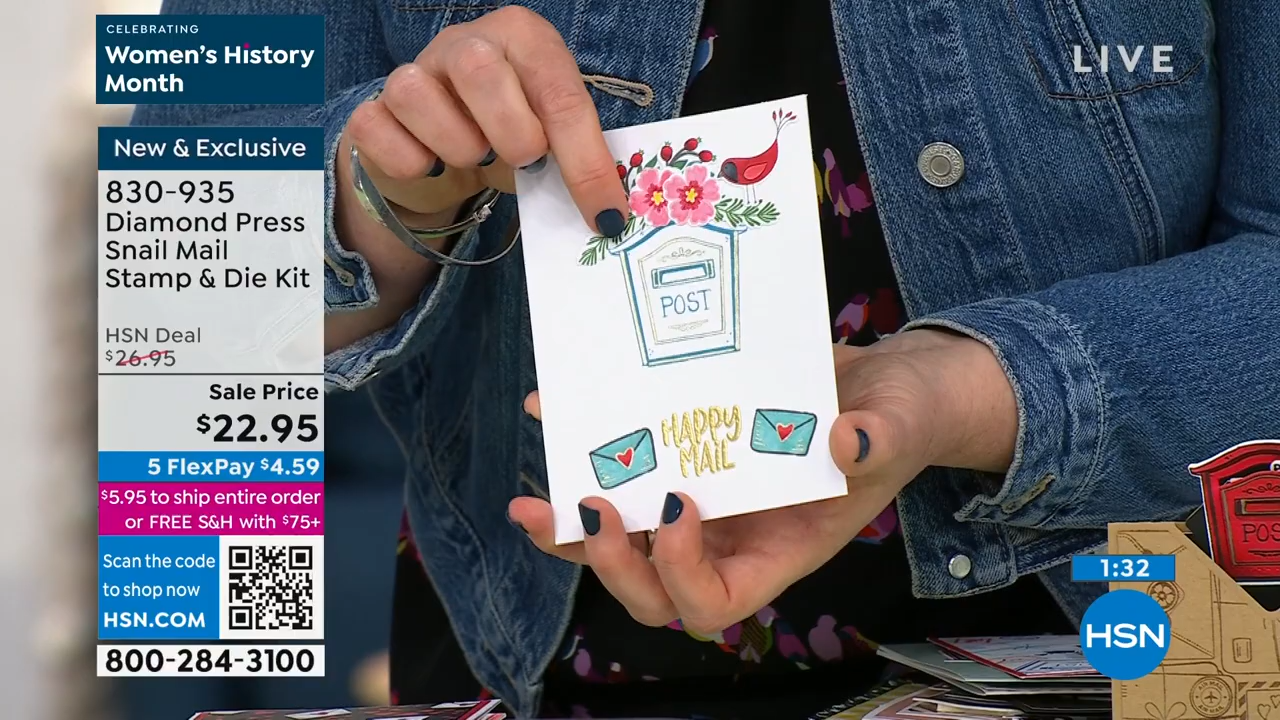 CELEBRATING
Women's History
Month
New & Exclusive
830-935
Diamond Press
Snail Mail
Stamp & Die Kit
HSN Deal
$26.95
Sale Price
$22.95
5 FlexPay $4.59
$5.95 to ship entire order
or FREE S&H with $75+
Scan the code
to shop now
HSN.COM
800-284-3100
LIVE
POST
HAPPY
MAIL
1:32
HSN